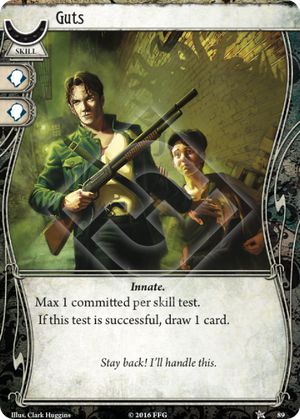 Guts
SKILL
Innate.
Max 1 committed per skill test.
If this test is successful, draw 1 card.
Stay back! I'll handle this.
Illus. Clark Huggins
© 2016 FFG
89